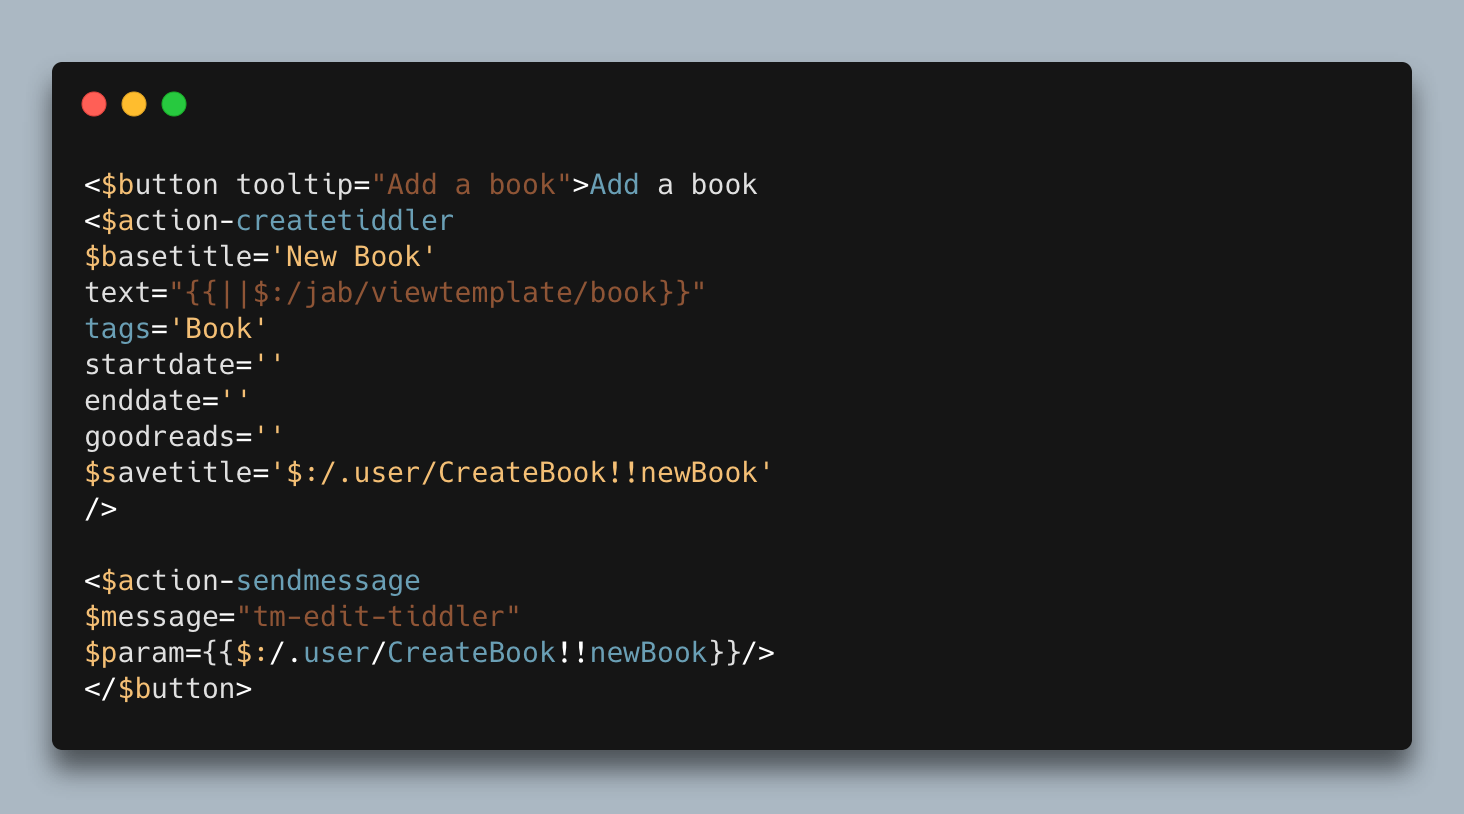 <$button tooltip="Add a book">Add a book
<$action-createtiddler
$basetitle='New Book'
text="{{||$:/jab/viewtemplate/book}}"
tags='Book'
startdate=''
enddate=''
goodreads=''
$savetitle='$:/.user/CreateBook!!newBook'
/>

<$action-sendmessage
$message="tm-edit-tiddler"
$param={{$:/.user/CreateBook!!newBook}}/>
</$button>